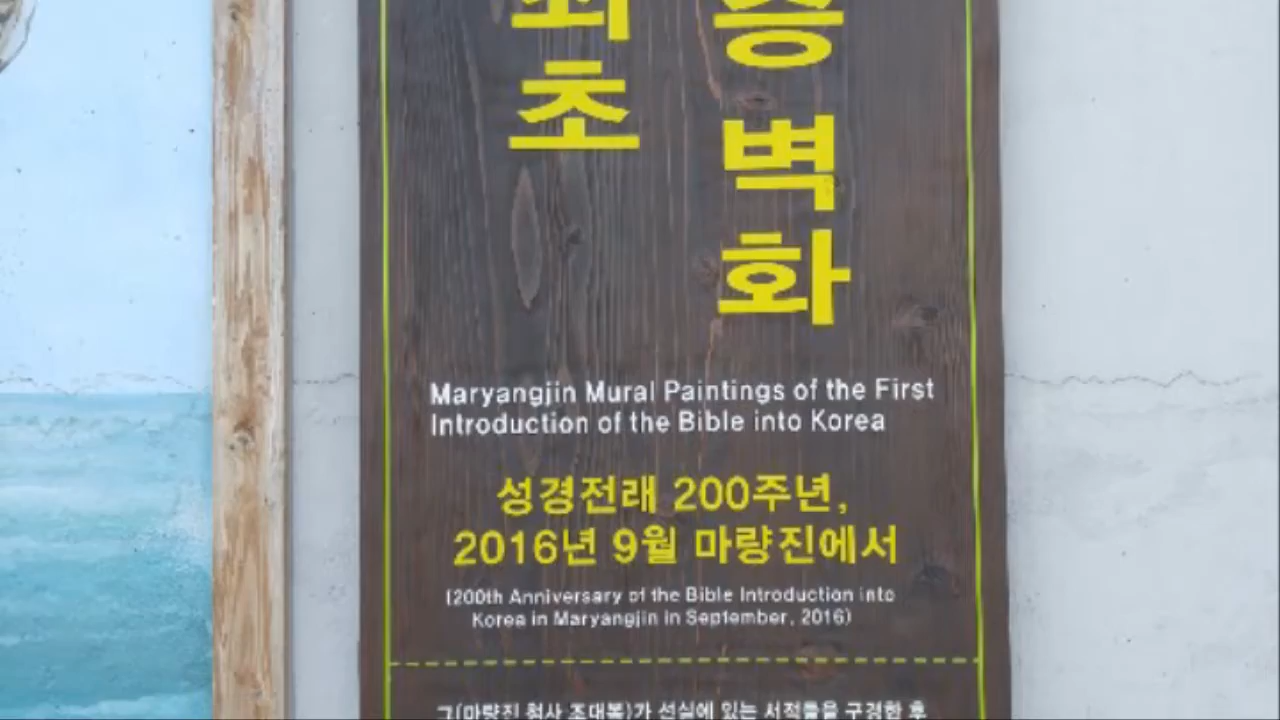 최초
증벽화
Maryangjin Mural Paintings of the First
Introduction of the Bible into Korea
성경전래 200주년,
2016년 9월 마량진에서
(200th Anniversary of the Bible Introduction into
Korea in Maryangjin in September, 2016)
그(마량진 첨사 조대복)가 선실에 있는 서적들을 구경한 후